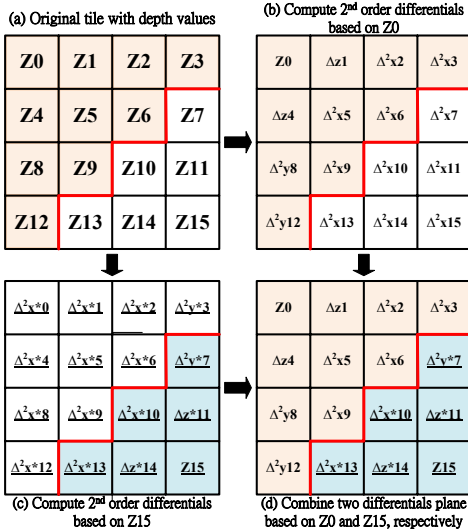 (a) Original tile with depth values
Z0 Z1 Z2 Z3
Z4 Z5 Z6 Z7
Z8 Z9 Z10 Z11
Z12 Z13 Z14 Z15
(b) Compute 2nd order differentials
based on Z0
Z0 Δz1 Δ²x2 Δ²x3
Δz4 Δ²x5 Δ²x6 Δ²x7
Δ²y8 Δ²x9 Δ²x10 Δ²x11
Δ²y12 Δ²x13 Δ²x14 Δ²x15
Δ²x*0 Δ²x*1 Δ²x*2 Δ²y*3
Δ²x*4 Δ²x*5 Δ²x*6 Δ²y*7
Δ²x*8 Δ²x*9 Δ²x*10 Δz*11
Δ²x*12 Δ²x*13 Δz*14 Z15
(c) Compute 2nd order differentials
based on Z15
Z0 Δz1 Δ²x2 Δ²x3
Δz4 Δ²x5 Δ²x6 Δ²y*7
Δ²y8 Δ²x9 Δ²x*10 Δz*11
Δ²y12 Δ²x*13 Δz*14 Z15
(d) Combine two differentials plane
based on Z0 and Z15, respectively